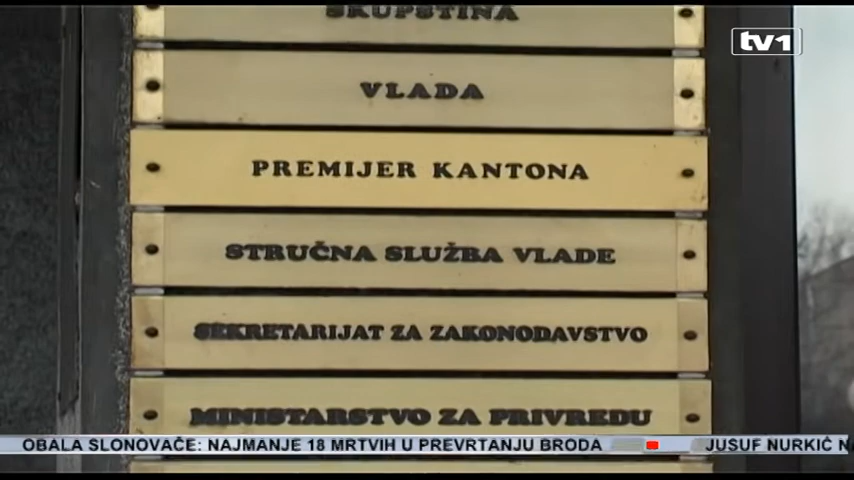 SKUPŠTINA
tv1
VLADA
PREMIJER KANTONA
STRUČNA SLUŽBA VLADE
SEKRETARIJAT ZA ZAKONODAVSTVO
MINISTARSTVO ZA PRIVREDU
OBALA SLONOVAČE: NAJMANJE 18 MRTVIH U PREVRTANJU BRODA JUSUF NURKIĆ